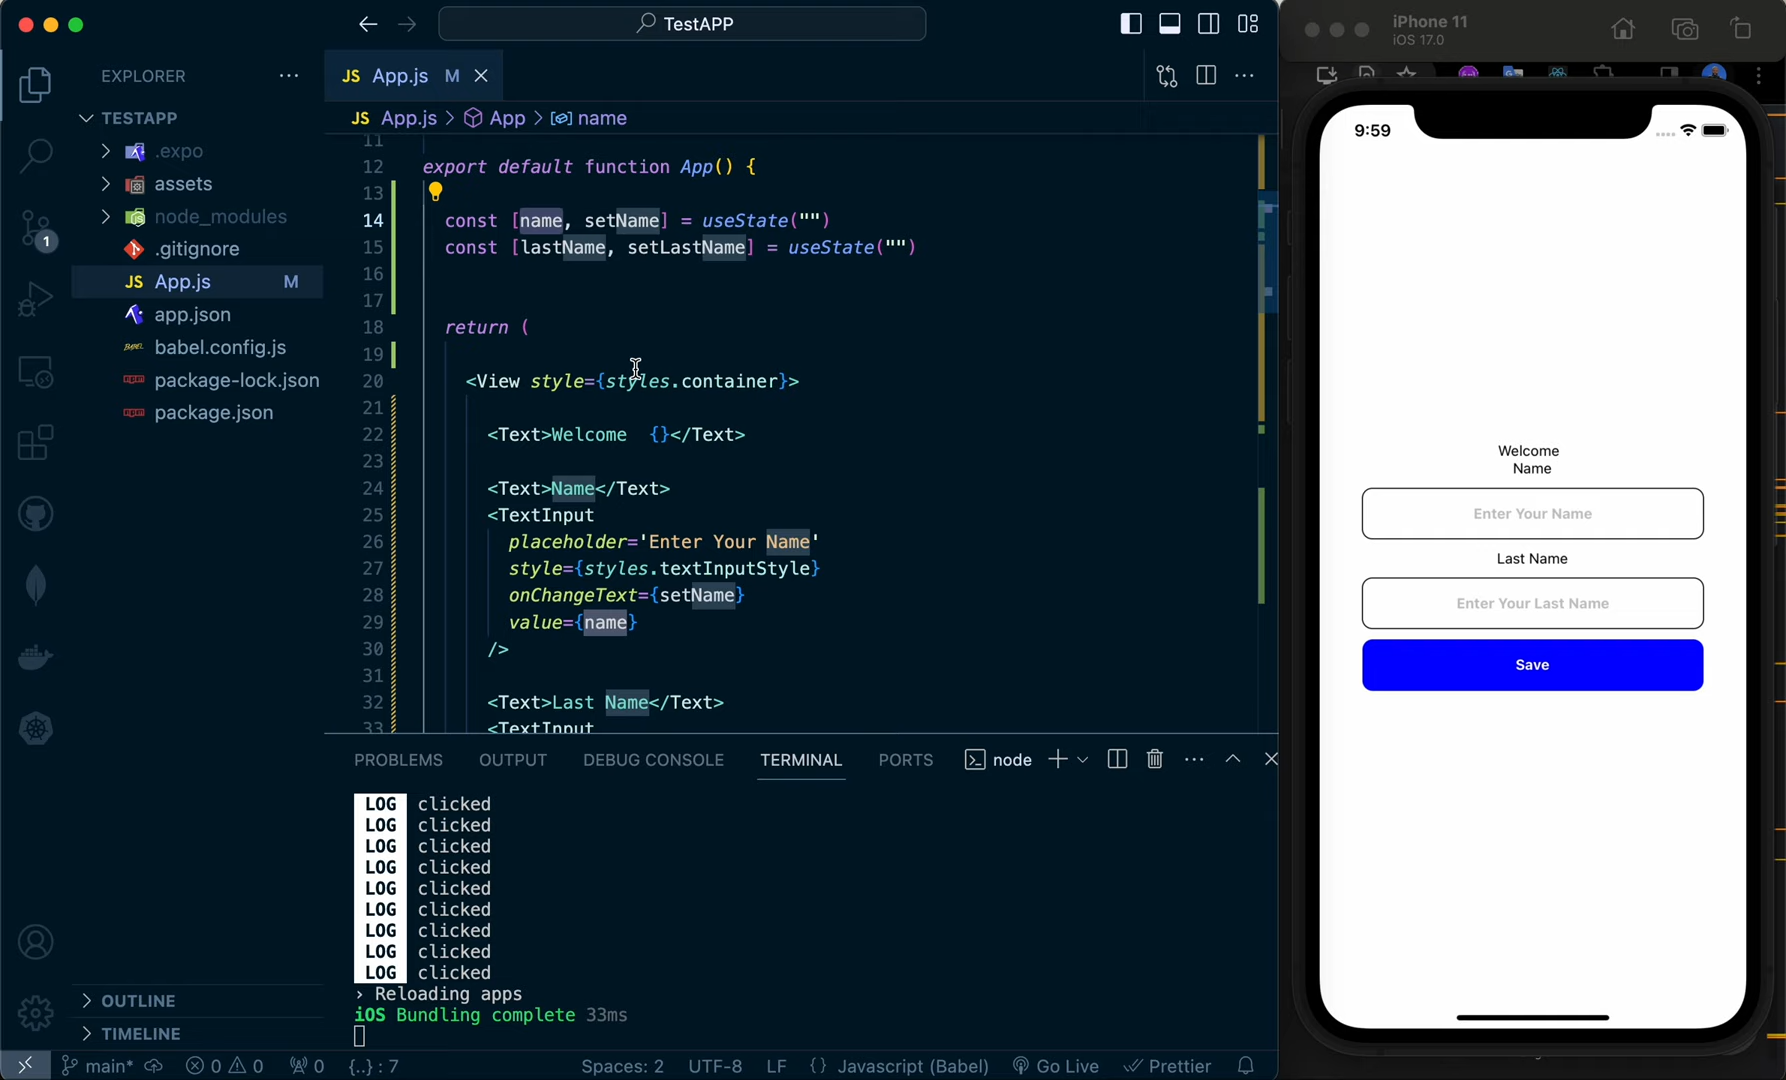 TestAPP
EXPLORER
TESTAPP
.expo
assets
node_modules
.gitignore
JS App.js M
app.json
babel.config.js
package-lock.json
package.json
OUTLINE
TIMELINE
1
JS App.js M
JS App.js > App > name
11
12 export default function App() {
13
14 const [name, setName] = useState("")
15 const [lastName, setLastName] = useState("")
16
17
18 return (
19
20 <View style={styles.container}>
21
22 <Text>Welcome  {}</Text>
23
24 <Text>Name</Text>
25 <TextInput
26 placeholder='Enter Your Name'
27 style={styles.textInputStyle}
28 onChangeText={setName}
29 value={name}
30 />
31
32 <Text>Last Name</Text>
33 <TextInput
PROBLEMS OUTPUT DEBUG CONSOLE TERMINAL PORTS node
LOG clicked
LOG clicked
LOG clicked
LOG clicked
LOG clicked
LOG clicked
LOG clicked
LOG clicked
LOG clicked
› Reloading apps
iOS Bundling complete 33ms
main* 0 0 0 {..} : 7 Spaces: 2 UTF-8 LF {} Javascript (Babel) Go Live Prettier
iPhone 11
iOS 17.0
9:59
Welcome
Name
Enter Your Name
Last Name
Enter Your Last Name
Save